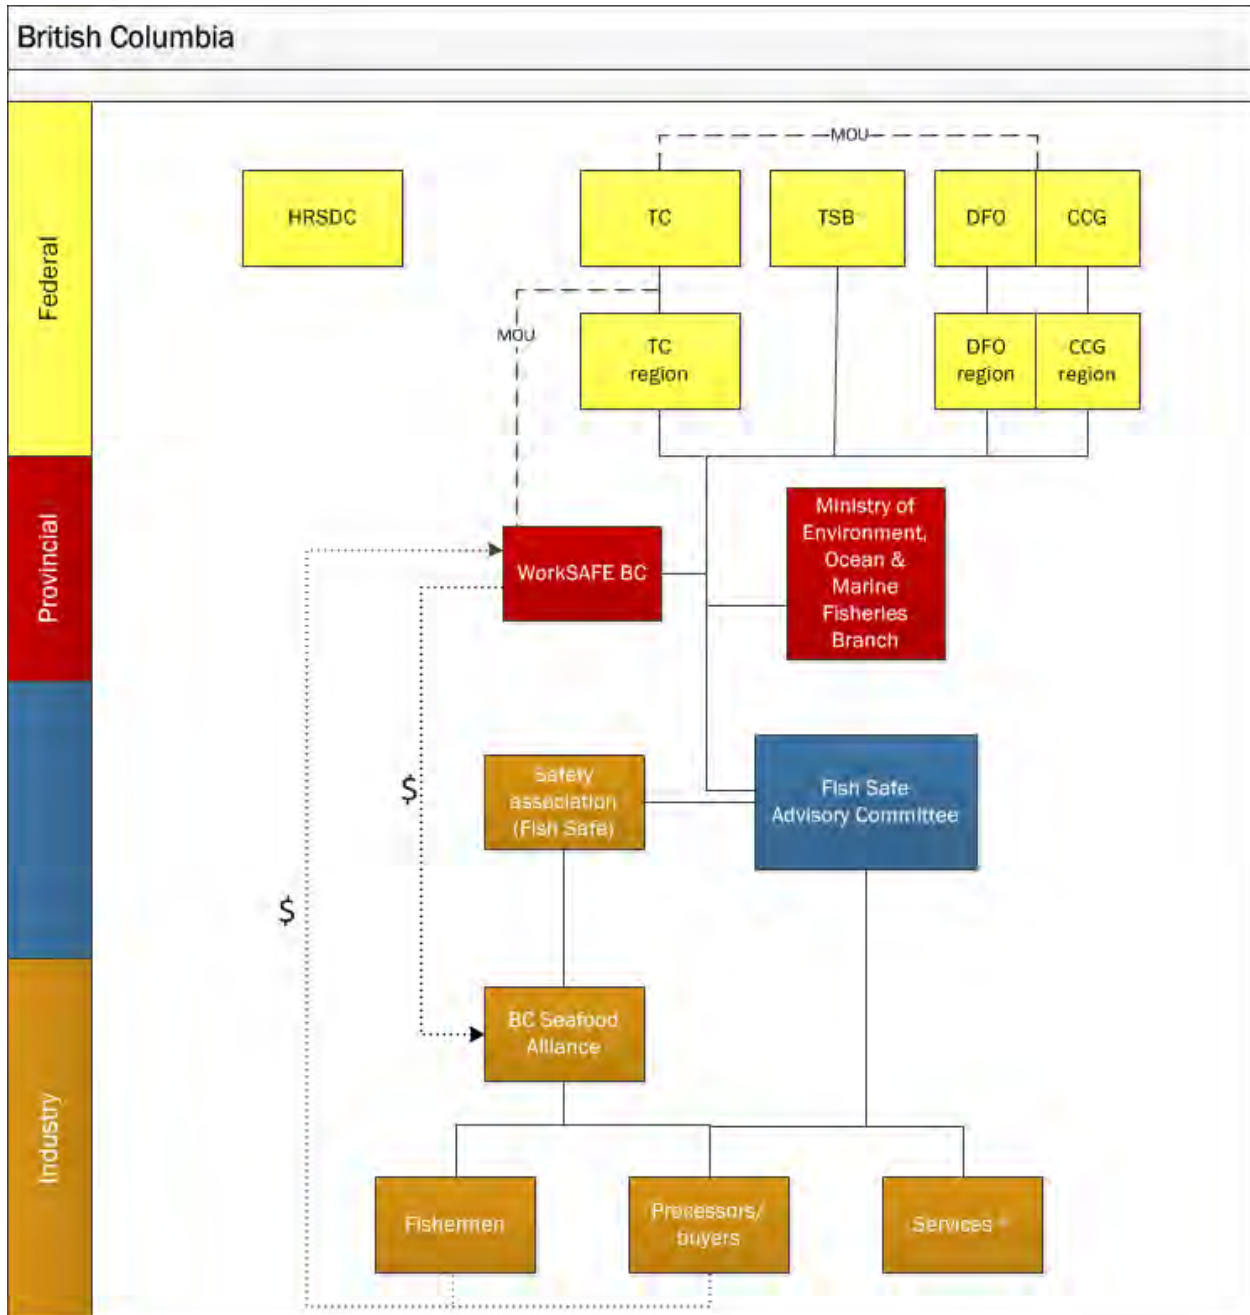 British Columbia
Federal
MOU
HRSDC
TC
TSB
DFO
CCG
MOU
TC
region
DFO
region
CCG
region
Provincial
WorkSAFE BC
Ministry of
Environment,
Ocean &
Marine
Fisheries
Branch
$
$
Safety
association
(Fish Safe)
Fish Safe
Advisory Committee
Industry
BC Seafood
Alliance
Fishermen
Processors/
buyers
Services